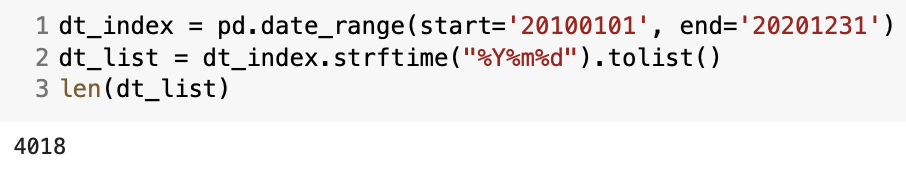 1 dt_index = pd.date_range(start='20100101', end='20201231')
2 dt_list = dt_index.strftime("%Y%m%d").tolist()
3 len(dt_list)
4018